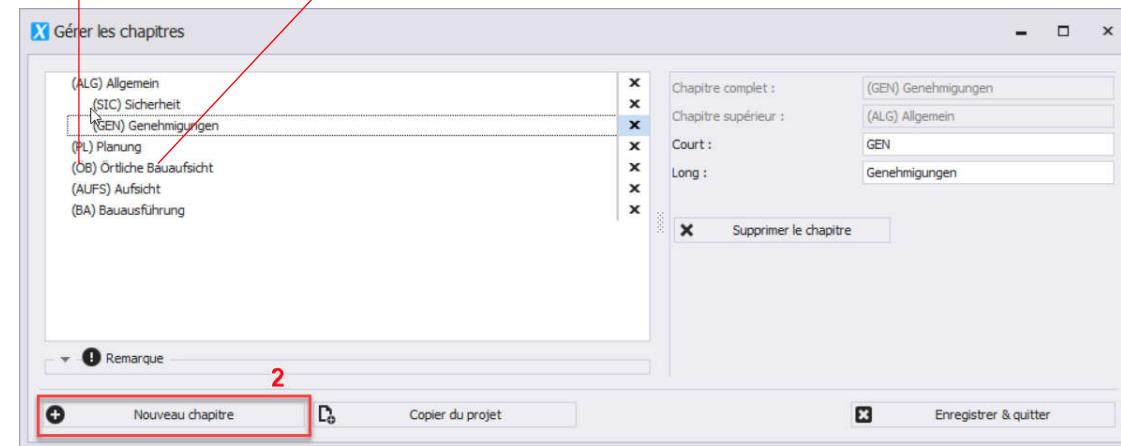 X Gérer les chapitres
(ALG) Allgemein
(SIC) Sicherheit
(GEN) Genehmigungen
(PL) Planung
(ÖB) Örtliche Bauaufsicht
(AUFS) Aufsicht
(BA) Bauausführung
Chapitre complet : (GEN) Genehmigungen
Chapitre supérieur : (ALG) Allgemein
Court : GEN
Long : Genehmigungen
Supprimer le chapitre
Remarque
2
Nouveau chapitre
Copier du projet
Enregistrer & quitter